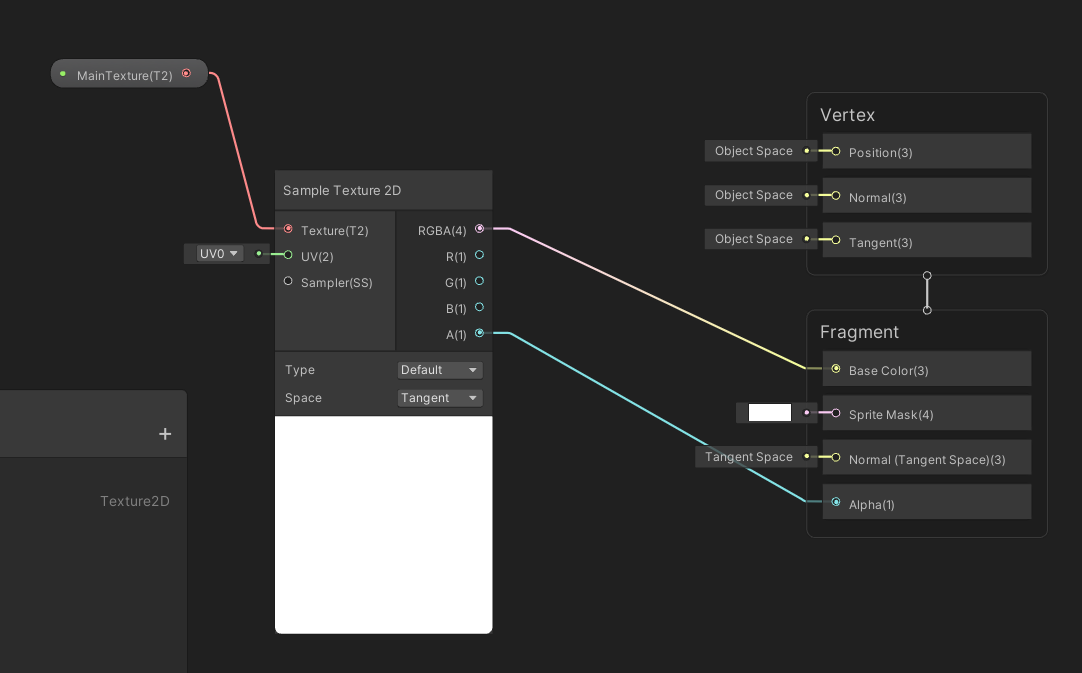 MainTexture(T2)
Sample Texture 2D
Texture(T2)
UV0
UV(2)
Sampler(SS)
RGBA(4)
R(1)
G(1)
B(1)
A(1)
Type
Default
Space
Tangent
+
Texture2D
Vertex
Object Space
Position(3)
Object Space
Normal(3)
Object Space
Tangent(3)
Fragment
Base Color(3)
Sprite Mask(4)
Tangent Space
Normal (Tangent Space)(3)
Alpha(1)